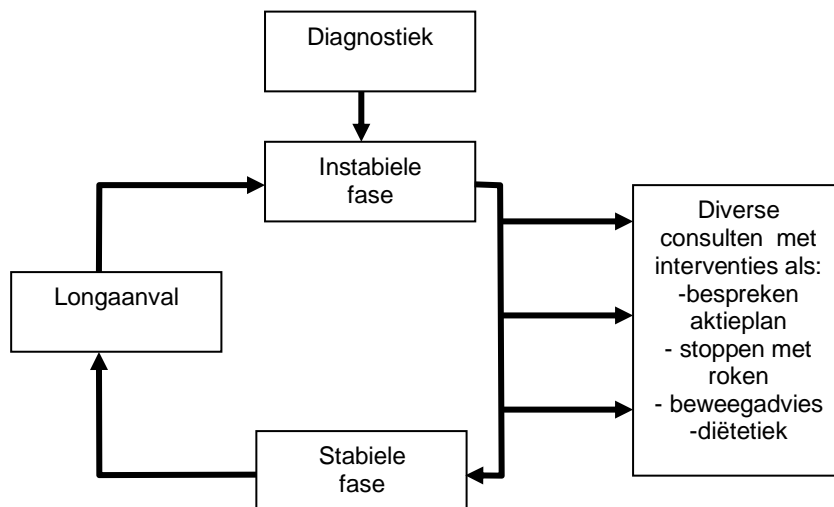 Diagnostiek
Instabiele
fase
Longaanval
Stabiele
fase
Diverse
consulten met
interventies als:
-bespreken
aktieplan
- stoppen met
roken
- beweegadvies
-diëtetiek